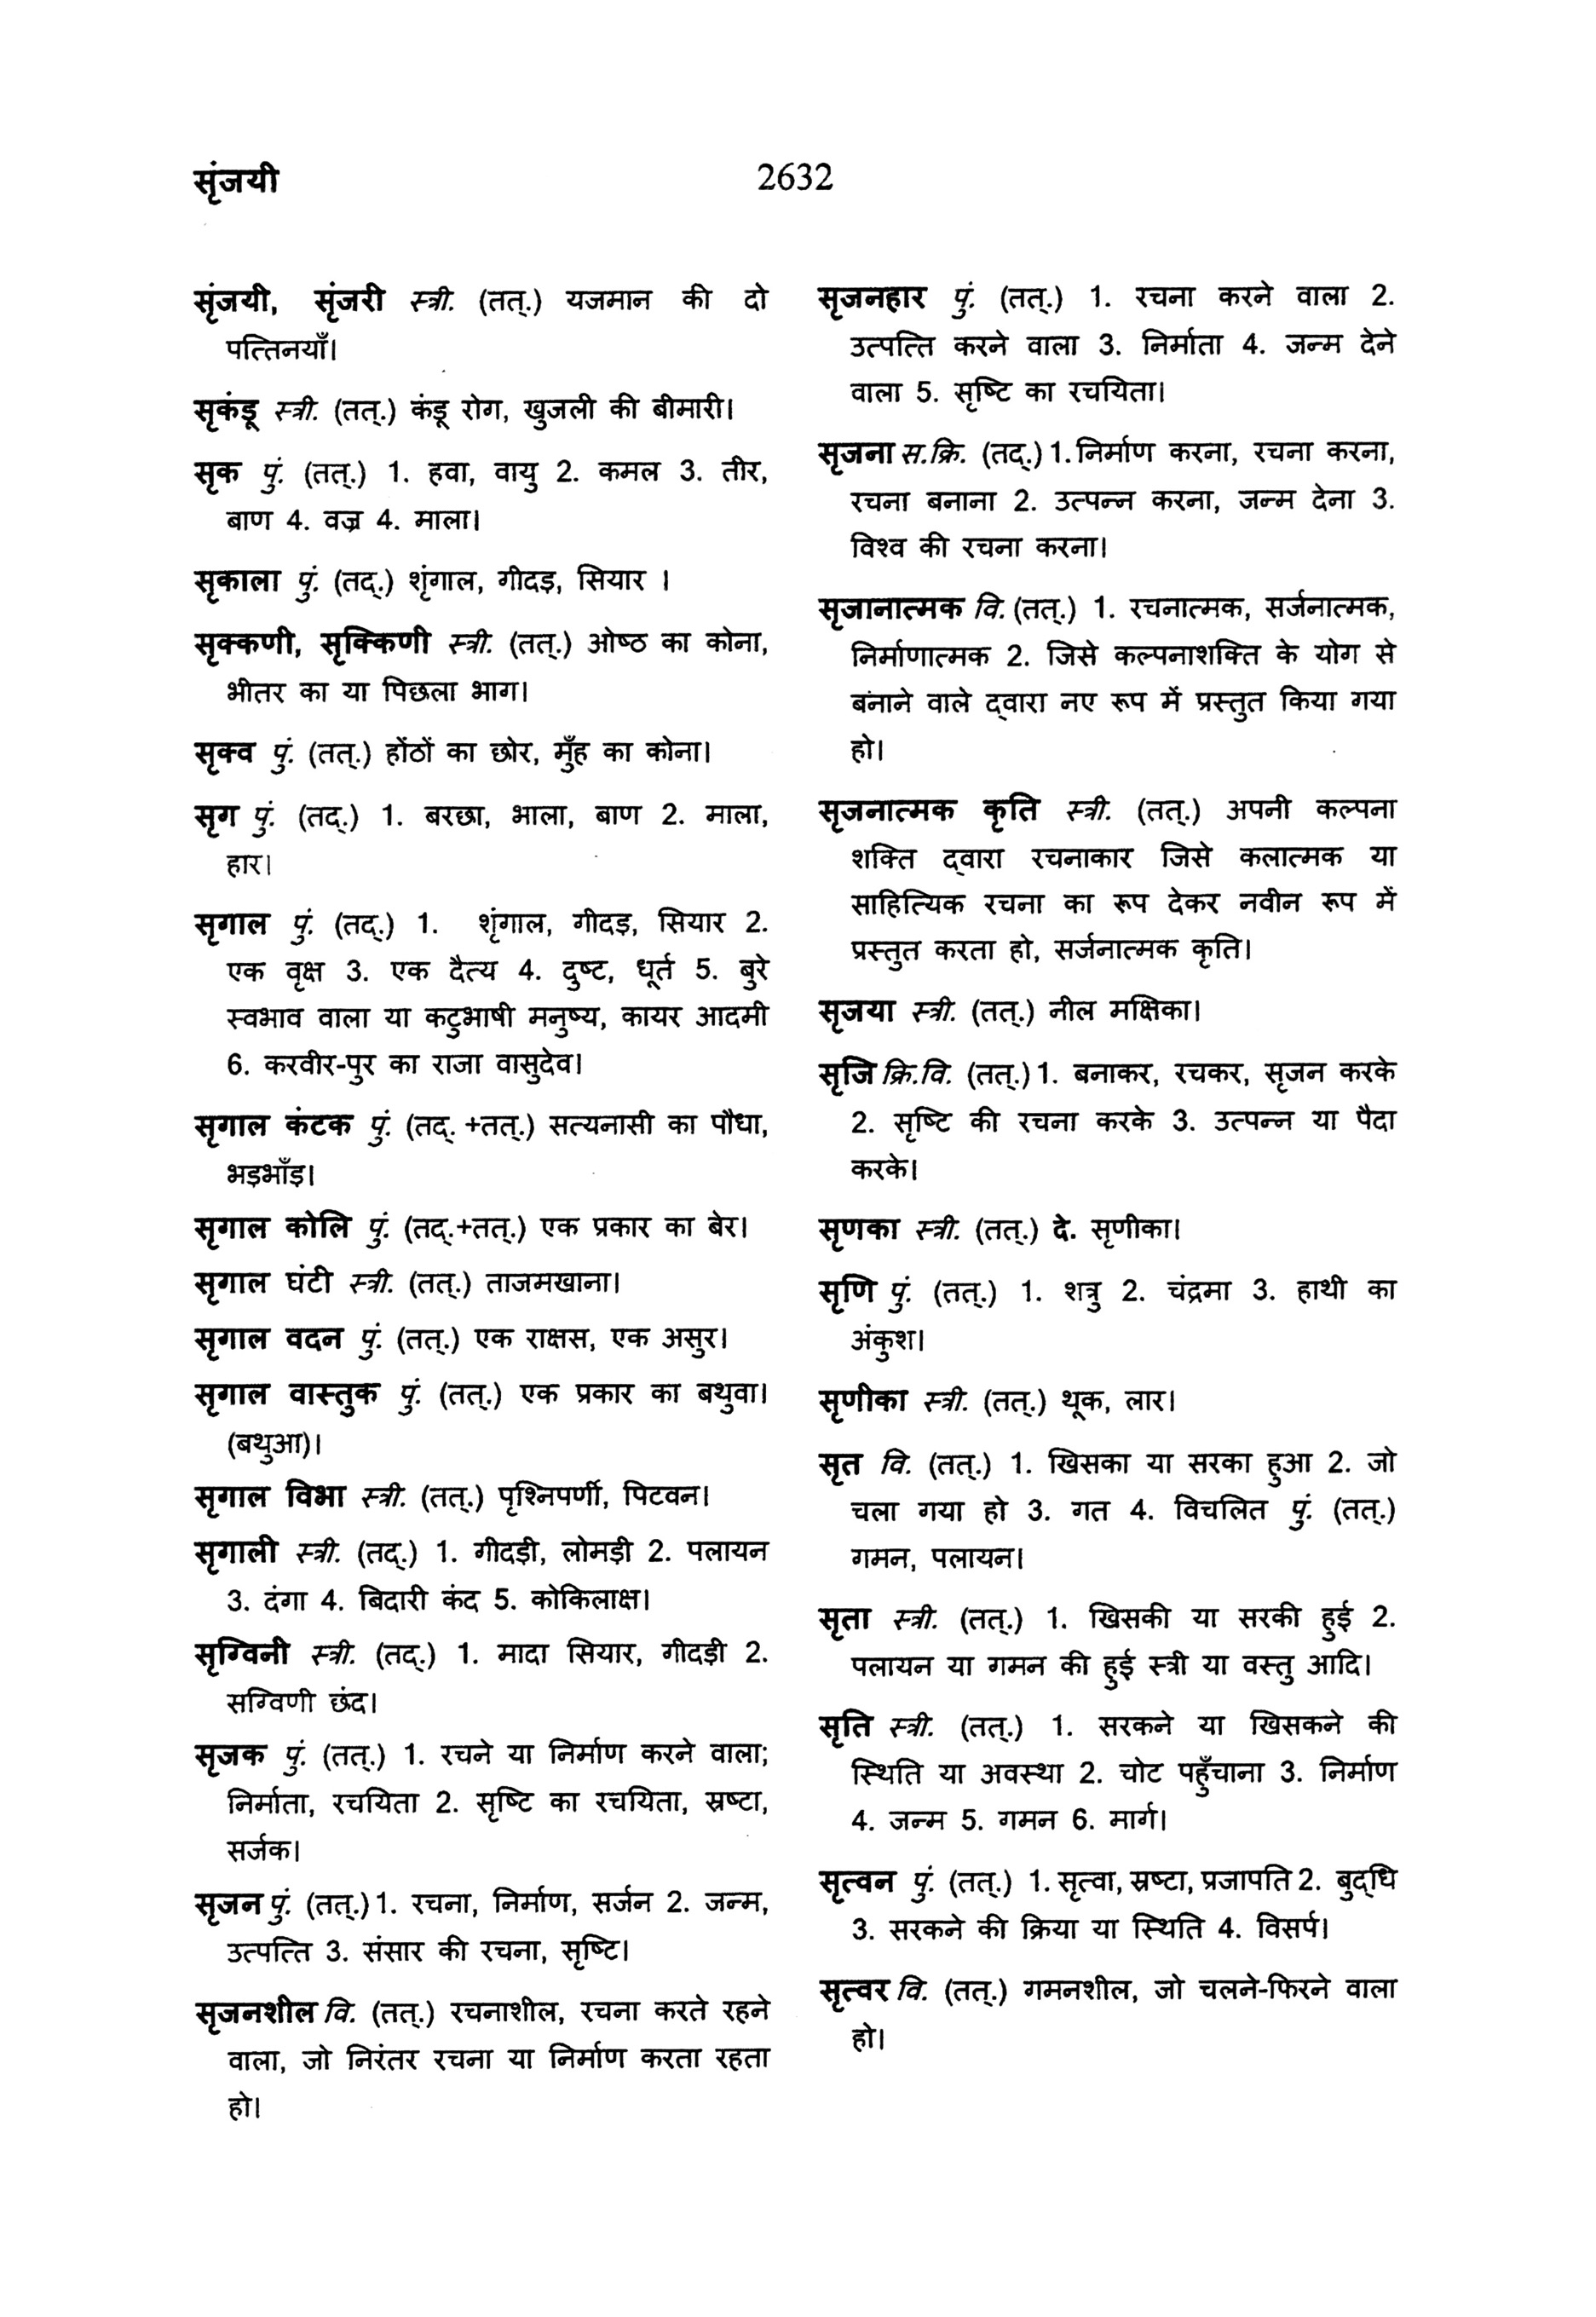 सृंजयी
2632
सृंजयी, सृंजरी स्त्री. (तत्.) यजमान की दो
पत्तिनयाँ।
सृकंडू स्त्री. (तत्.) कंडू रोग, खुजली की बीमारी।
सृक पुं. (तत्.) 1. हवा, वायु 2. कमल 3. तीर,
बाण 4. वज्र 4. माला।
सृकाला पुं. (तद्.) शृंगाल, गीदड़, सियार ।
सृक्कणी, सृक्किणी स्त्री. (तत्.) ओष्ठ का कोना,
भीतर का या पिछला भाग।
सृक्व पुं. (तत्.) होंठों का छोर, मुँह का कोना।
सृग पुं. (तद्.) 1. बरछा, भाला, बाण 2. माला,
हार।
सृगाल पुं. (तद्.) 1. शृंगाल, गीदड़, सियार 2.
एक वृक्ष 3. एक दैत्य 4. दुष्ट, धूर्त 5. बुरे
स्वभाव वाला या कटुभाषी मनुष्य, कायर आदमी
6. करवीर-पुर का राजा वासुदेव।
सृगाल कंटक पुं. (तद्. +तत्.) सत्यनासी का पौधा,
भड़भाँड़।
सृगाल कोलि पुं. (तद्.+तत्.) एक प्रकार का बेर।
सृगाल घंटी स्त्री. (तत्.) ताजमखाना।
सृगाल वदन पुं. (तत्.) एक राक्षस, एक असुर।
सृगाल वास्तुक पुं. (तत्.) एक प्रकार का बथुवा।
(बथुआ)।
सृगाल विभा स्त्री. (तत्.) पृश्निपर्णी, पिटवन।
सृगाली स्त्री. (तद्.) 1. गीदड़ी, लोमड़ी 2. पलायन
3. दंगा 4. बिदारी कंद 5. कोकिलाक्ष।
सृग्विनी स्त्री. (तद्.) 1. मादा सियार, गीदड़ी 2.
सग्विणी छंद।
सृजक पुं. (तत्.) 1. रचने या निर्माण करने वाला;
निर्माता, रचयिता 2. सृष्टि का रचयिता, स्रष्टा,
सर्जक।
सृजन पुं. (तत्.) 1. रचना, निर्माण, सर्जन 2. जन्म,
उत्पत्ति 3. संसार की रचना, सृष्टि।
सृजनशील वि. (तत्.) रचनाशील, रचना करते रहने
वाला, जो निरंतर रचना या निर्माण करता रहता
हो।
सृजनहार पुं. (तत्.) 1. रचना करने वाला 2.
उत्पत्ति करने वाला 3. निर्माता 4. जन्म देने
वाला 5. सृष्टि का रचयिता।
सृजना स.क्रि. (तद्.) 1. निर्माण करना, रचना करना,
रचना बनाना 2. उत्पन्न करना, जन्म देना 3.
विश्व की रचना करना।
सृजानात्मक वि. (तत्.) 1. रचनात्मक, सर्जनात्मक,
निर्माणात्मक 2. जिसे कल्पनाशक्ति के योग से
बनाने वाले द्वारा नए रूप में प्रस्तुत किया गया
हो।
सृजनात्मक कृति स्त्री. (तत्.) अपनी कल्पना
शक्ति द्वारा रचनाकार जिसे कलात्मक या
साहित्यिक रचना का रूप देकर नवीन रूप में
प्रस्तुत करता हो, सर्जनात्मक कृति।
सृजया स्त्री. (तत्.) नील मक्षिका।
सृजि क्रि.वि. (तत्.) 1. बनाकर, रचकर, सृजन करके
2. सृष्टि की रचना करके 3. उत्पन्न या पैदा
करके।
सृणका स्त्री. (तत्.) दे. सृणीका।
सृणि पुं. (तत्.) 1. शत्रु 2. चंद्रमा 3. हाथी का
अंकुश।
सृणीका स्त्री. (तत्.) थूक, लार।
सृत वि. (तत्.) 1. खिसका या सरका हुआ 2. जो
चला गया हो 3. गत 4. विचलित पुं. (तत्.)
गमन, पलायन।
सृता स्त्री. (तत्.) 1. खिसकी या सरकी हुई 2.
पलायन या गमन की हुई स्त्री या वस्तु आदि।
सृति स्त्री. (तत्.) 1. सरकने या खिसकने की
स्थिति या अवस्था 2. चोट पहुँचाना 3. निर्माण
4. जन्म 5. गमन 6. मार्ग।
सृत्वन पुं. (तत्.) 1. सृत्वा, स्रष्टा, प्रजापति 2. बुद्धि
3. सरकने की क्रिया या स्थिति 4. विसर्प।
सृत्वर वि. (तत्.) गमनशील, जो चलने-फिरने वाला
हो।